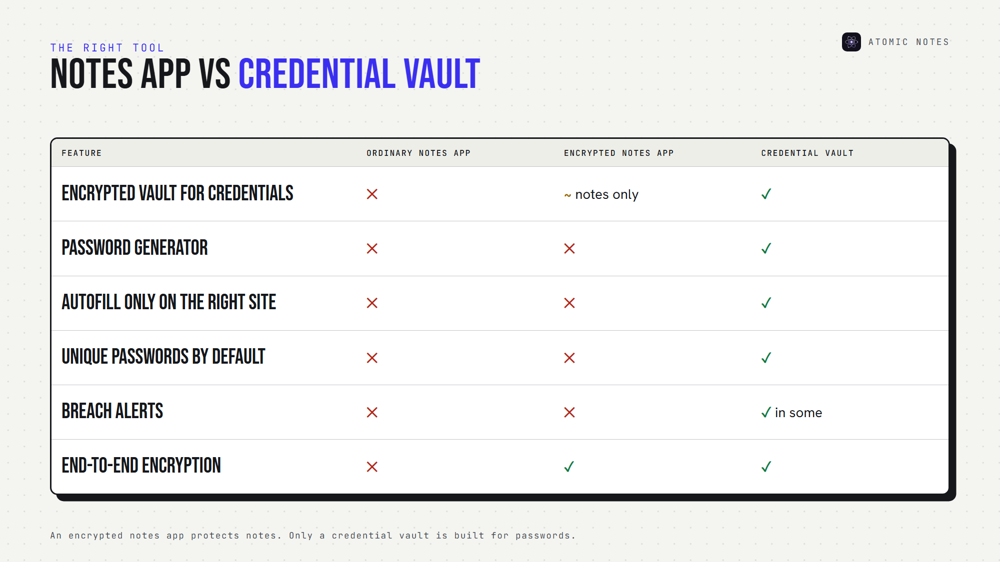 THE RIGHT TOOL
NOTES APP VS CREDENTIAL VAULT
ATOMIC NOTES
FEATURE ORDINARY NOTES APP ENCRYPTED NOTES APP CREDENTIAL VAULT
ENCRYPTED VAULT FOR CREDENTIALS ✕ ~ notes only ✓
PASSWORD GENERATOR ✕ ✕ ✓
AUTOFILL ONLY ON THE RIGHT SITE ✕ ✕ ✓
UNIQUE PASSWORDS BY DEFAULT ✕ ✕ ✓
BREACH ALERTS ✕ ✕ ✓ in some
END-TO-END ENCRYPTION ✕ ✓ ✓
An encrypted notes app protects notes. Only a credential vault is built for passwords.